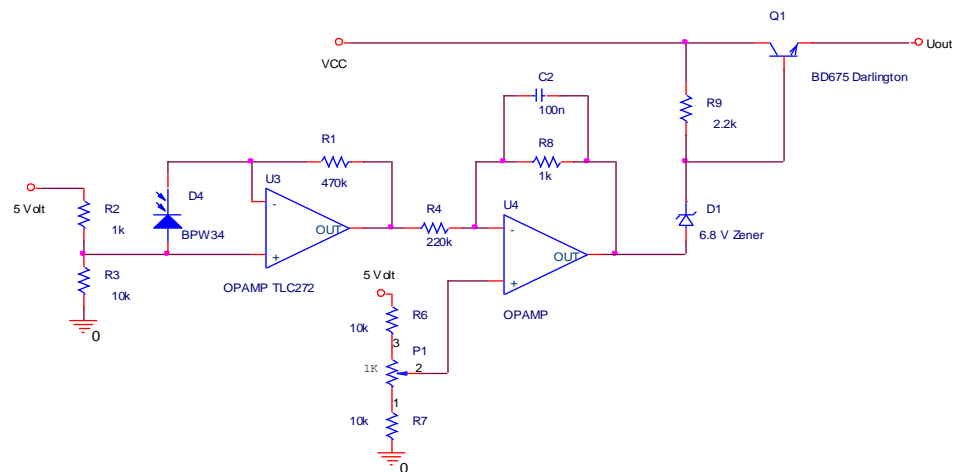 Q1
VCC
Uout
BD675 Darlington
C2
100n
R9
2.2k
R1
470k
R8
1k
5 Volt
R2
1k
D4
BPW34
U3
-
+
OUT
OPAMP TLC272
R4
220k
U4
-
+
OUT
OPAMP
D1
6.8 V Zener
R3
10k
0
5 Volt
R6
10k
3
P1
1K
2
1
10k
R7
0